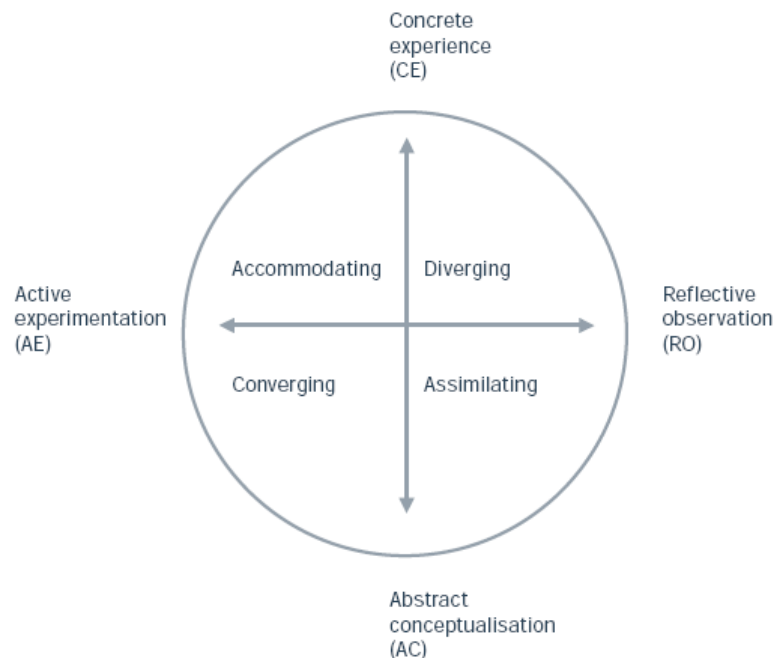 Concrete
experience
(CE)
Accommodating
Diverging
Active
experimentation
(AE)
Reflective
observation
(RO)
Converging
Assimilating
Abstract
conceptualisation
(AC)